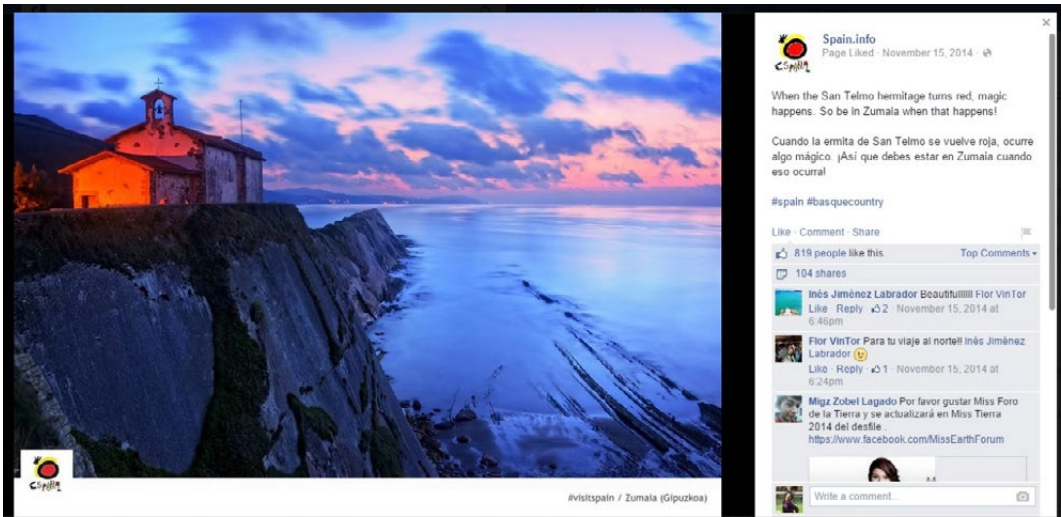 España
#visitspain / Zumaia (Gipuzkoa)
España
Spain.info
Page Liked · November 15, 2014 ·
When the San Telmo hermitage turns red, magic
happens. So be in Zumaia when that happens!
Cuando la ermita de San Telmo se vuelve roja, ocurre
algo mágico. ¡Así que debes estar en Zumaia cuando
eso ocurra!
#spain #basquecountry
Like · Comment · Share
819 people like this.
Top Comments
104 shares
Inés Jiménez Labrador Beautifullllll Flor VinTor
Like · Reply · 2 · November 15, 2014 at
6:46pm
Flor VinTor Para tu viaje al norte!! Inés Jiménez
Labrador
Like · Reply · 1 · November 15, 2014 at
6:24pm
Migz Zobel Lagado Por favor gustar Miss Foro
de la Tierra y se actualizará en Miss Tierra
2014 del desfile .
https://www.facebook.com/MissEarthForum
Write a comment...